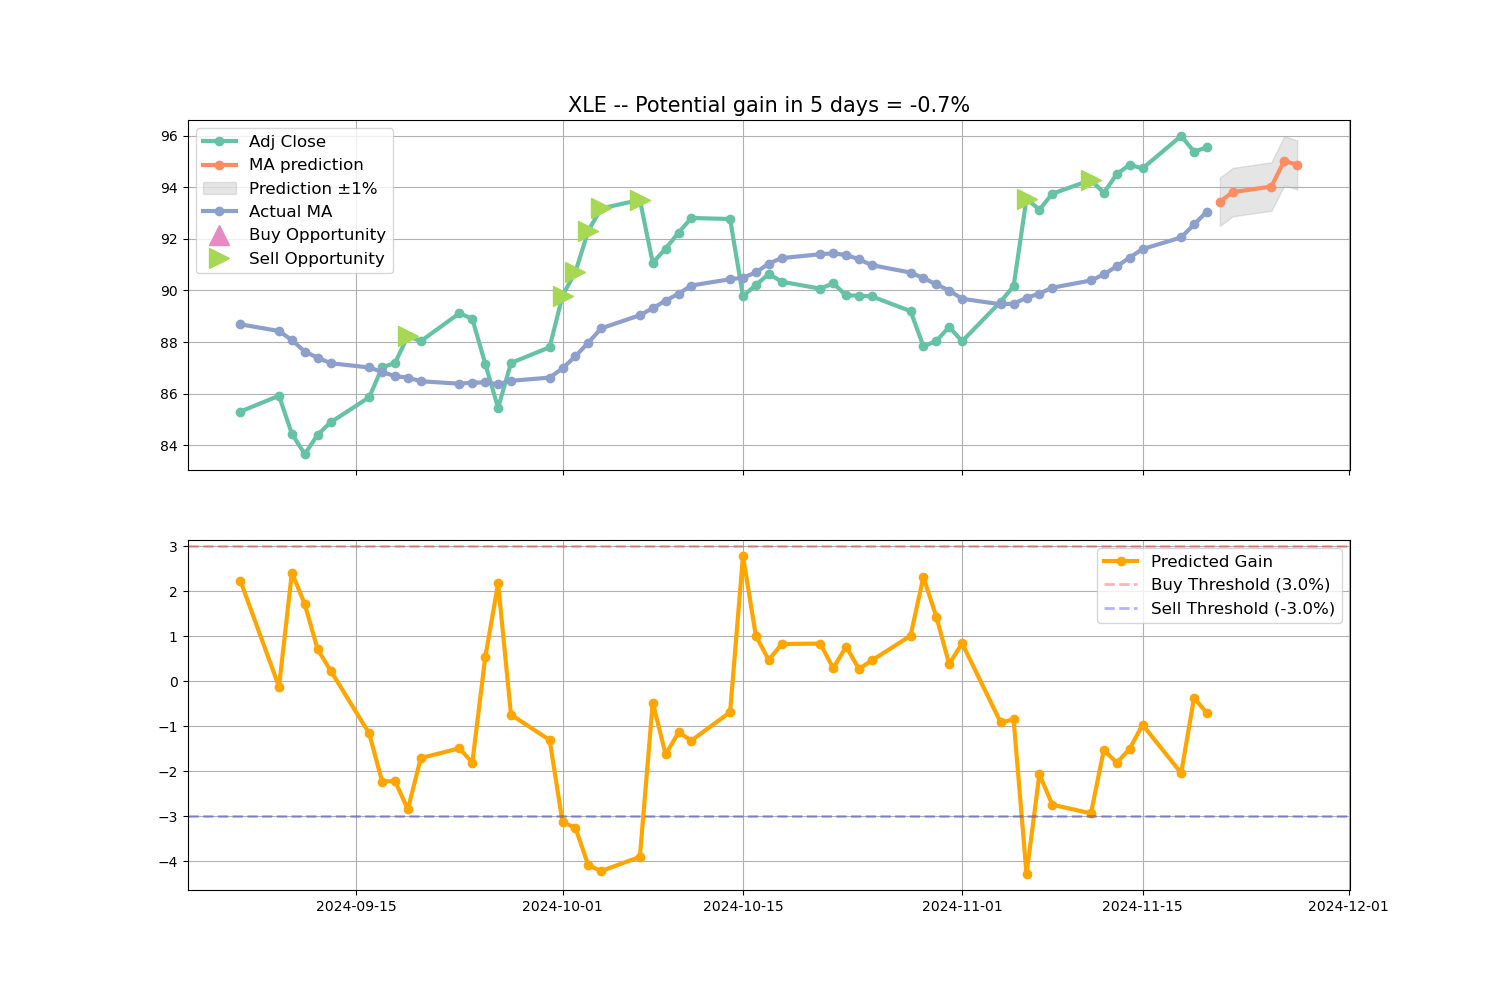 XLE -- Potential gain in 5 days = -0.7%
96
94
92
90
88
86
84
Adj Close
MA prediction
Prediction ±1%
Actual MA
Buy Opportunity
Sell Opportunity
3
2
1
0
−1
−2
−3
−4
Predicted Gain
Buy Threshold (3.0%)
Sell Threshold (-3.0%)
2024-09-15
2024-10-01
2024-10-15
2024-11-01
2024-11-15
2024-12-01